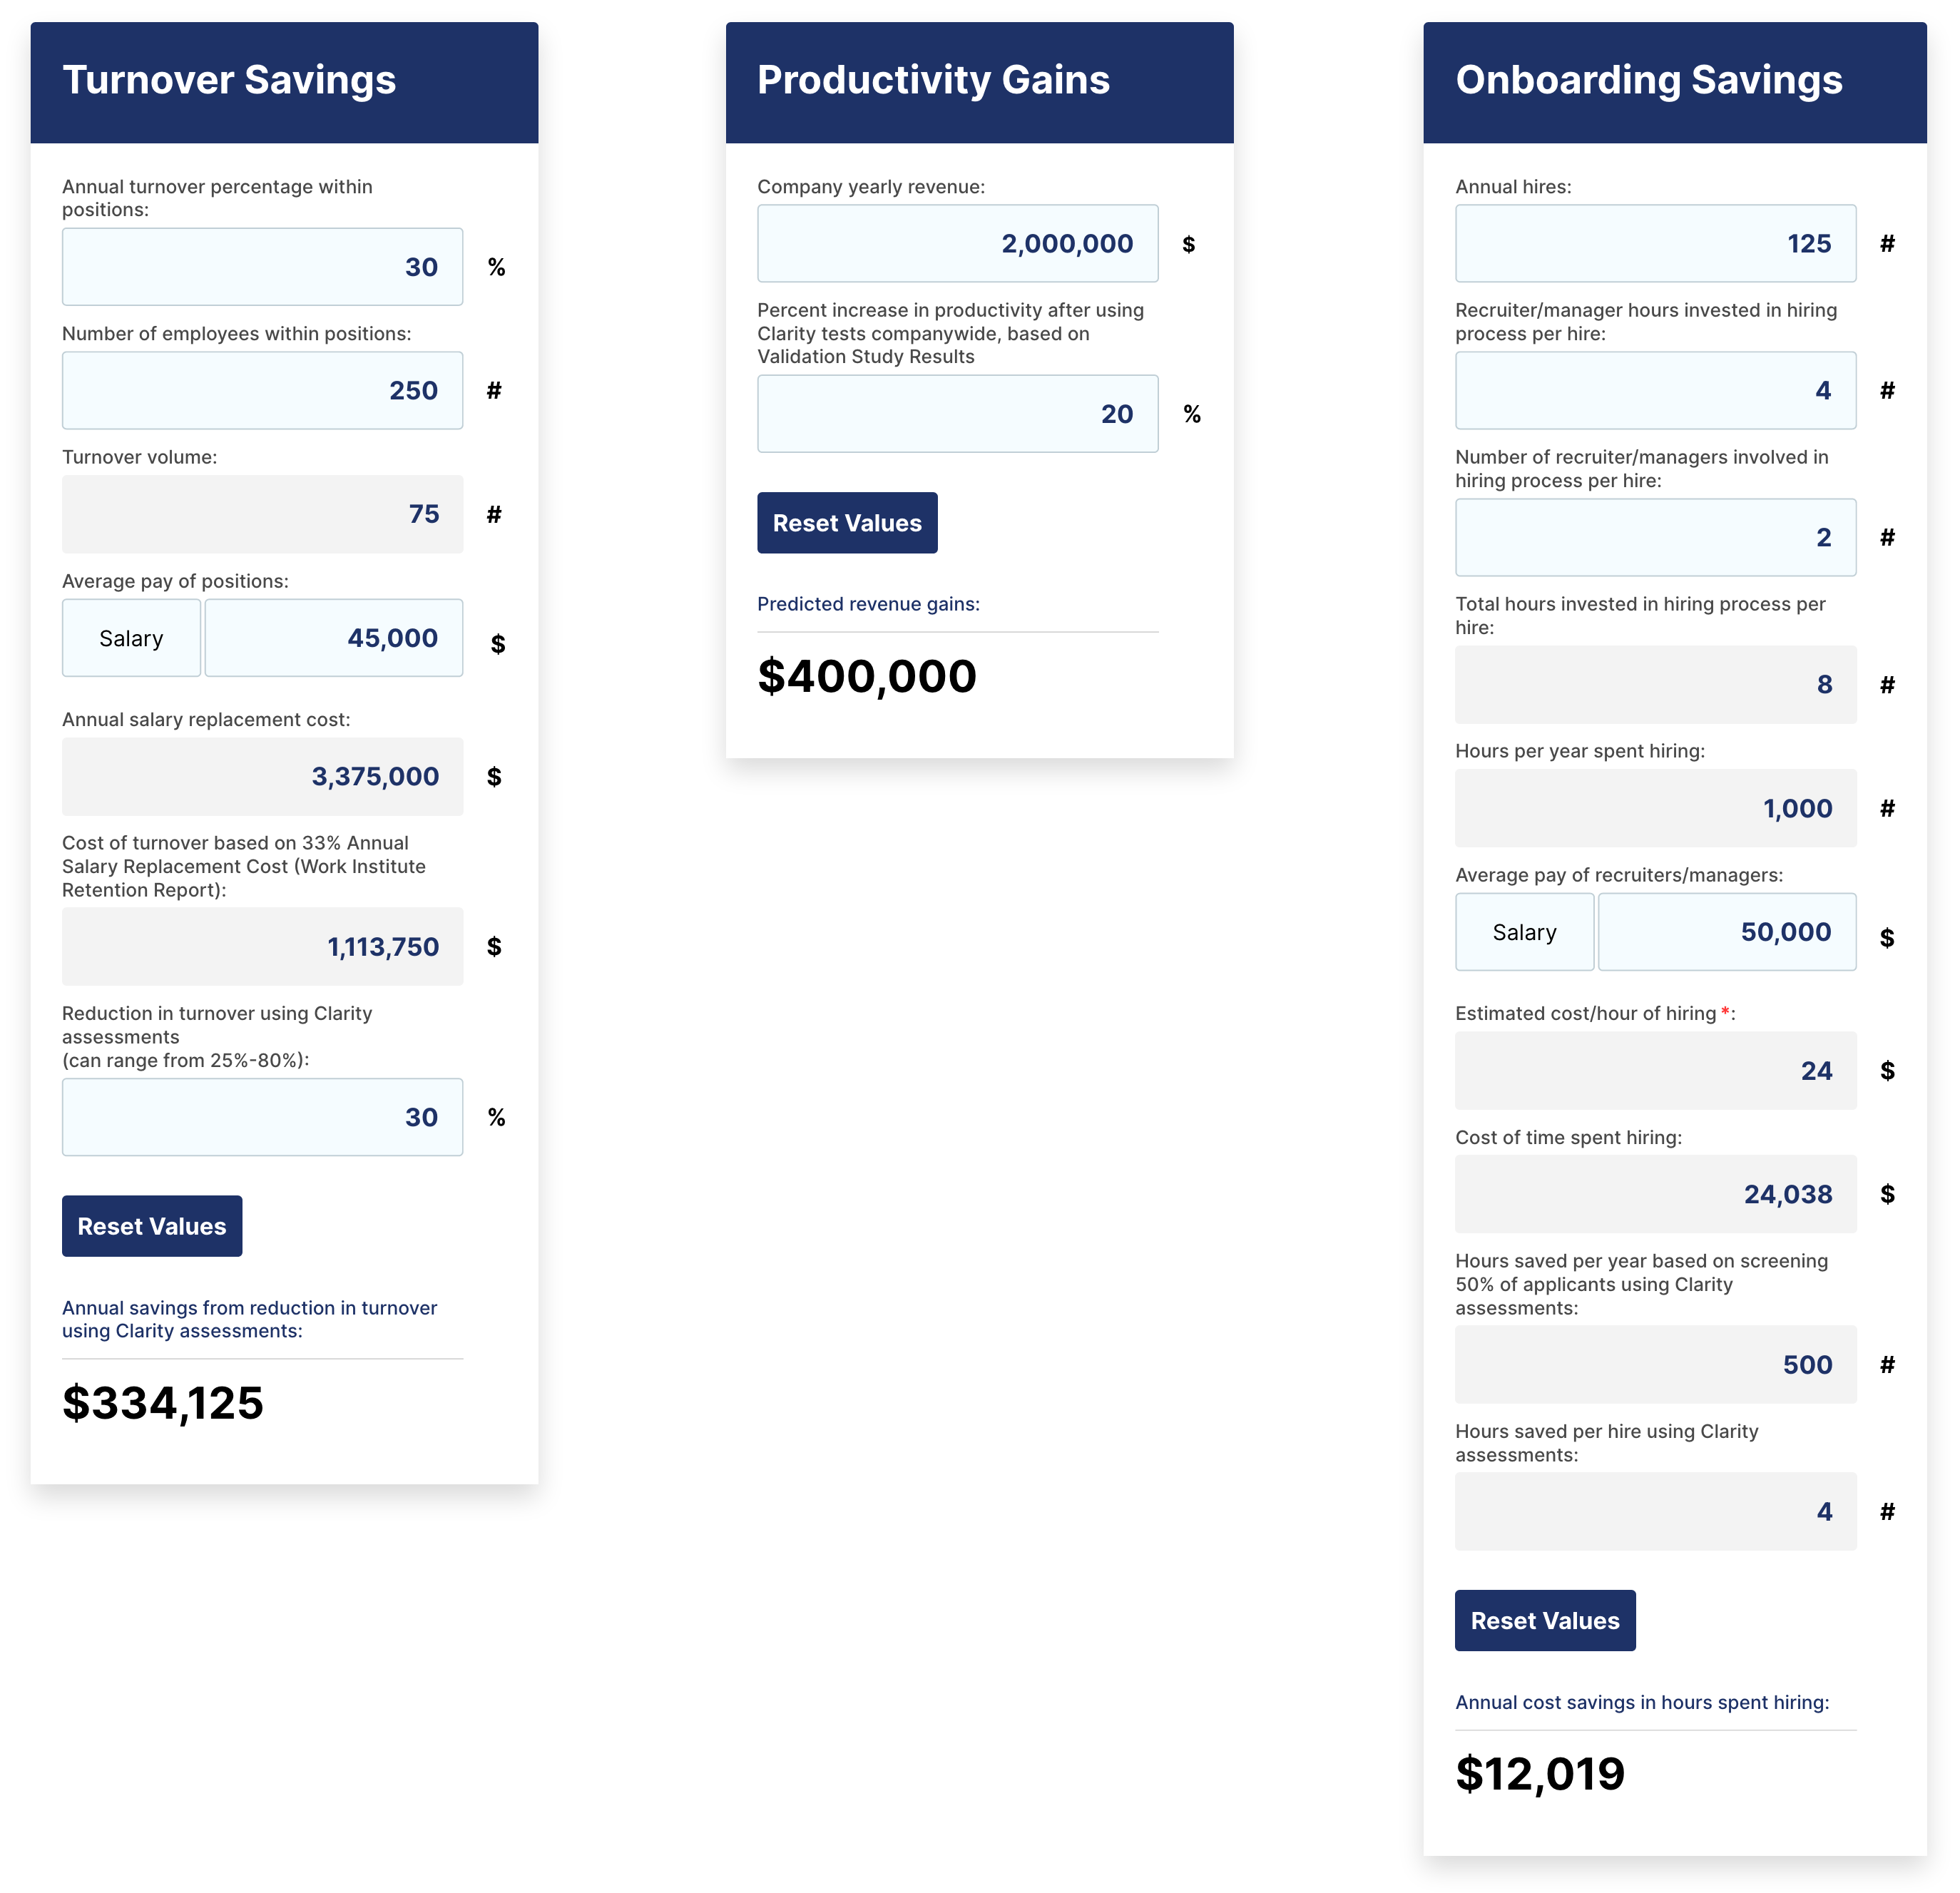 Turnover Savings
Annual turnover percentage within
positions:
30
%
Number of employees within positions:
250
#
Turnover volume:
75
#
Average pay of positions:
Salary
45,000
$
Annual salary replacement cost:
3,375,000
$
Cost of turnover based on 33% Annual
Salary Replacement Cost (Work Institute
Retention Report):
1,113,750
$
Reduction in turnover using Clarity
assessments
(can range from 25%-80%):
30
%
Reset Values
Annual savings from reduction in turnover
using Clarity assessments:
$334,125
Productivity Gains
Company yearly revenue:
2,000,000
$
Percent increase in productivity after using
Clarity tests companywide, based on
Validation Study Results
20
%
Reset Values
Predicted revenue gains:
$400,000
Onboarding Savings
Annual hires:
125
#
Recruiter/manager hours invested in hiring
process per hire:
4
#
Number of recruiter/managers involved in
hiring process per hire:
2
#
Total hours invested in hiring process per
hire:
8
#
Hours per year spent hiring:
1,000
#
Average pay of recruiters/managers:
Salary
50,000
$
Estimated cost/hour of hiring *:
24
$
Cost of time spent hiring:
24,038
$
Hours saved per year based on screening
50% of applicants using Clarity
assessments:
500
#
Hours saved per hire using Clarity
assessments:
4
#
Reset Values
Annual cost savings in hours spent hiring:
$12,019